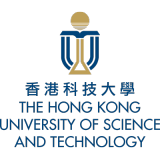 香港科技大學
THE HONG KONG
UNIVERSITY OF SCIENCE
AND TECHNOLOGY